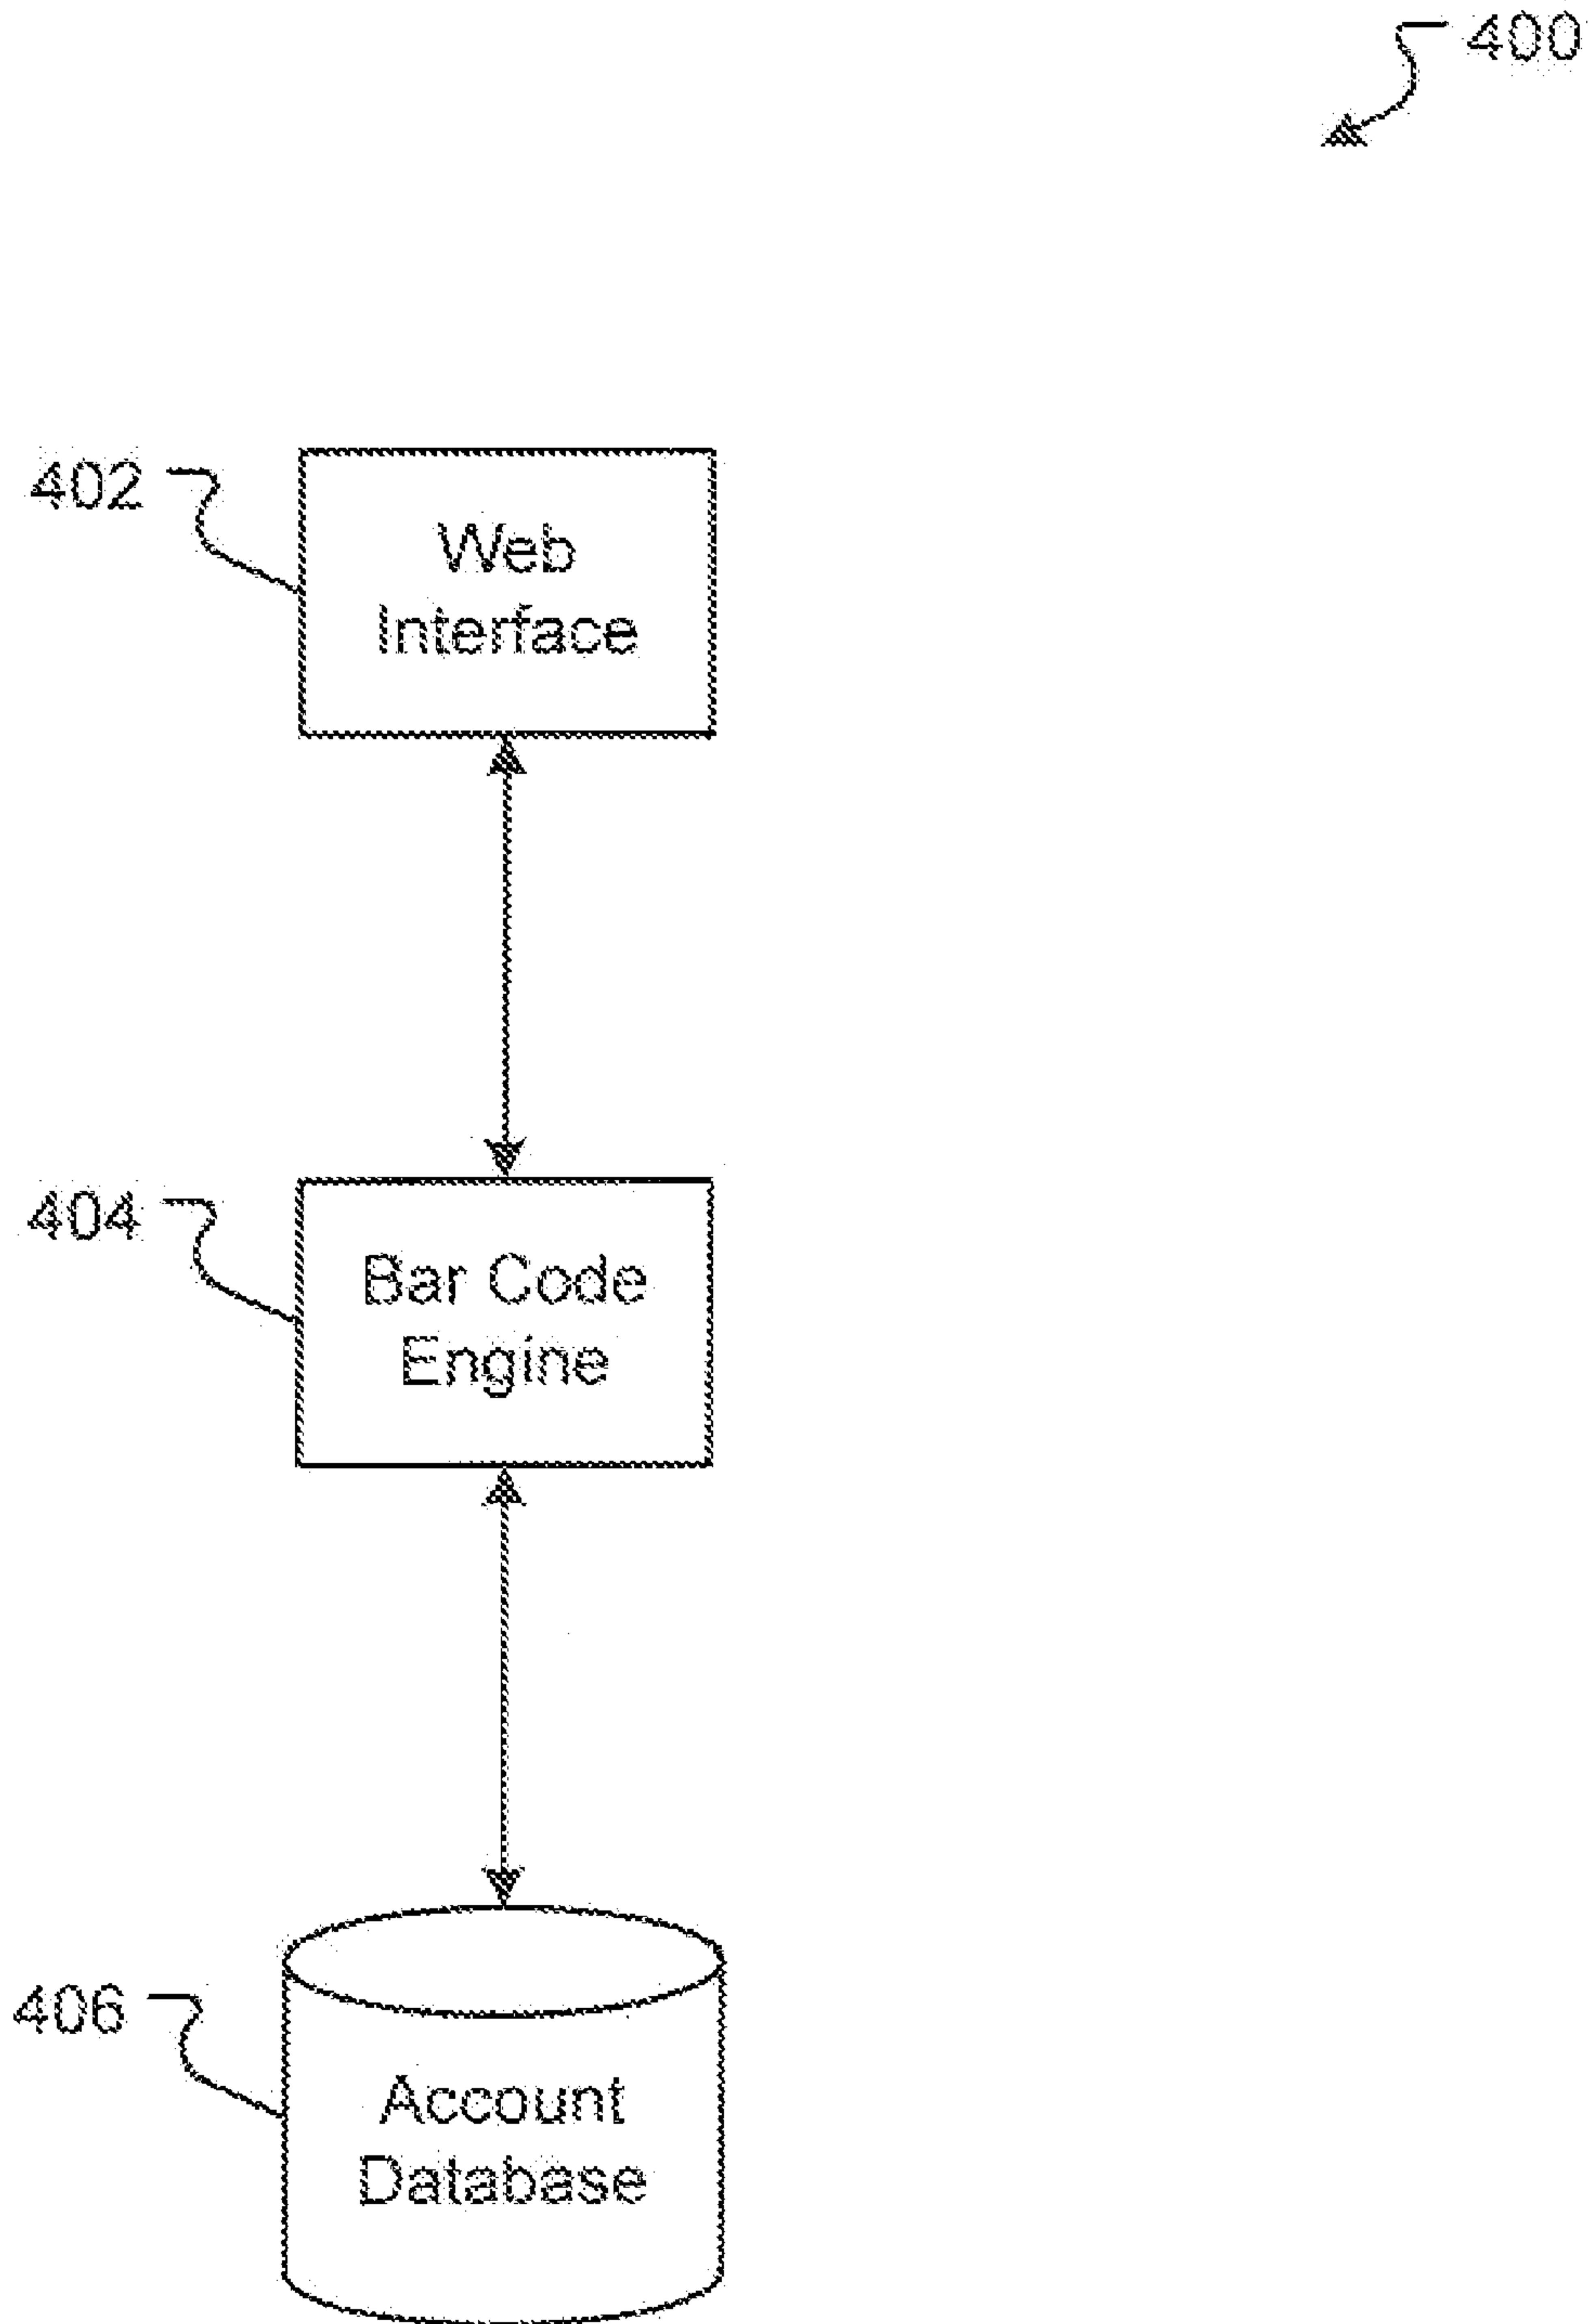 400
402
Web
Interface
404
Bar Code
Engine
406
Account
Database